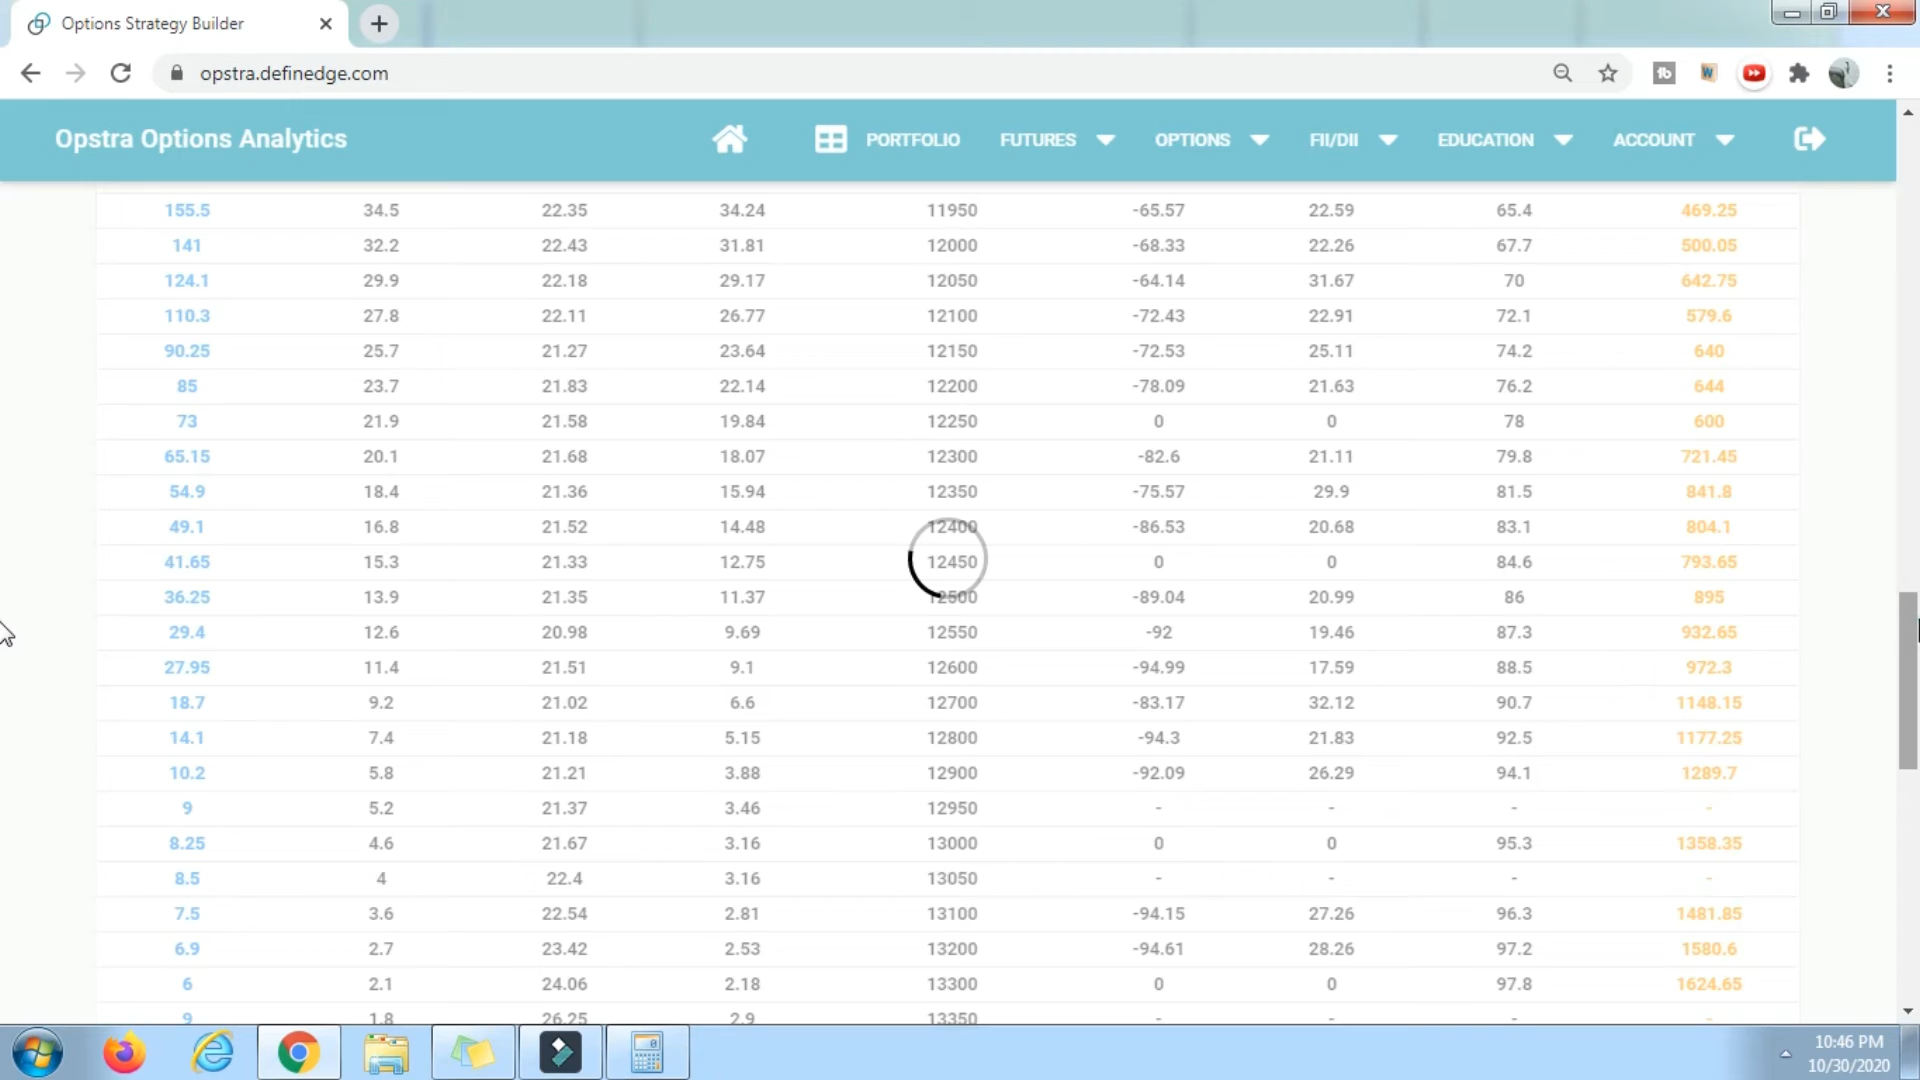 Options Strategy Builder
opstra.definedge.com
Opstra Options Analytics PORTFOLIO FUTURES OPTIONS FII/DII EDUCATION ACCOUNT
155.5 34.5 22.35 34.24 11950 -65.57 22.59 65.4 469.25
141 32.2 22.43 31.81 12000 -68.33 22.26 67.7 500.05
124.1 29.9 22.18 29.17 12050 -64.14 31.67 70 642.75
110.3 27.8 22.11 26.77 12100 -72.43 22.91 72.1 579.6
90.25 25.7 21.27 23.64 12150 -72.53 25.11 74.2 640
85 23.7 21.83 22.14 12200 -78.09 21.63 76.2 644
73 21.9 21.58 19.84 12250 0 0 78 600
65.15 20.1 21.68 18.07 12300 -82.6 21.11 79.8 721.45
54.9 18.4 21.36 15.94 12350 -75.57 29.9 81.5 841.8
49.1 16.8 21.52 14.48 12400 -86.53 20.68 83.1 804.1
41.65 15.3 21.33 12.75 12450 0 0 84.6 793.65
36.25 13.9 21.35 11.37 12500 -89.04 20.99 86 895
29.4 12.6 20.98 9.69 12550 -92 19.46 87.3 932.65
27.95 11.4 21.51 9.1 12600 -94.99 17.59 88.5 972.3
18.7 9.2 21.02 6.6 12700 -83.17 32.12 90.7 1148.15
14.1 7.4 21.18 5.15 12800 -94.3 21.83 92.5 1177.25
10.2 5.8 21.21 3.88 12900 -92.09 26.29 94.1 1289.7
9 5.2 21.37 3.46 12950 - - - -
8.25 4.6 21.67 3.16 13000 0 0 95.3 1358.35
8.5 4 22.4 3.16 13050 - - - -
7.5 3.6 22.54 2.81 13100 -94.15 27.26 96.3 1481.85
6.9 2.7 23.42 2.53 13200 -94.61 28.26 97.2 1580.6
6 2.1 24.06 2.18 13300 0 0 97.8 1624.65
9 1.8 26.25 2.9 13350 - - - -
10:46 PM
10/30/2020